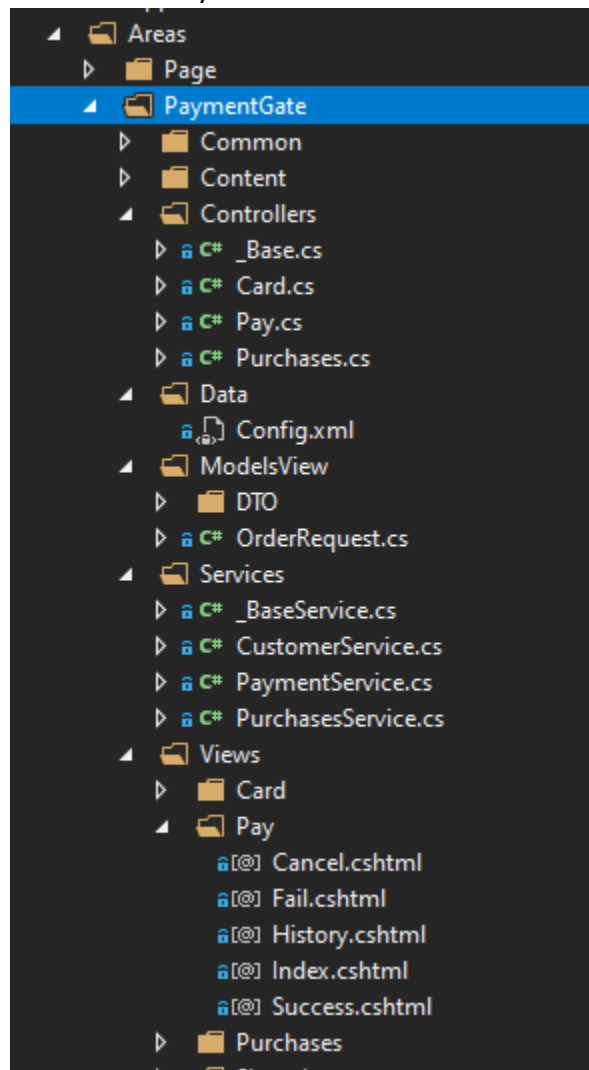 Areas
Page
PaymentGate
Common
Content
Controllers
C# _Base.cs
C# Card.cs
C# Pay.cs
C# Purchases.cs
Data
Config.xml
ModelsView
DTO
C# OrderRequest.cs
Services
C# _BaseService.cs
C# CustomerService.cs
C# PaymentService.cs
C# PurchasesService.cs
Views
Card
Pay
[@] Cancel.cshtml
[@] Fail.cshtml
[@] History.cshtml
[@] Index.cshtml
[@] Success.cshtml
Purchases